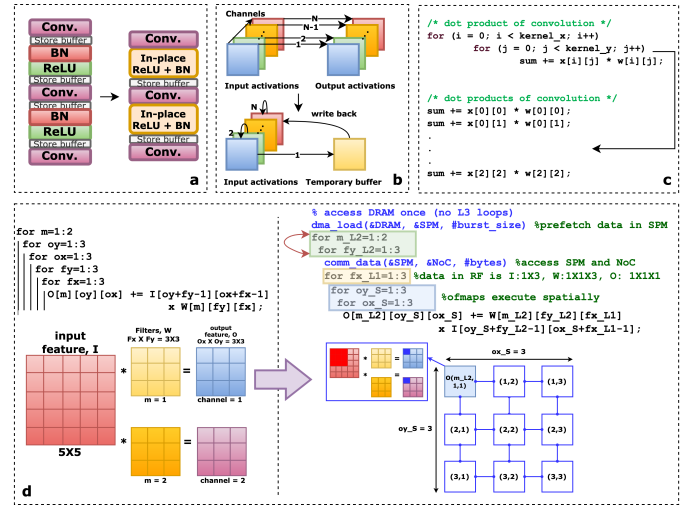 Conv.
Store buffer
BN
ReLU
Store buffer
Conv.
BN
ReLU
Store buffer
Conv.
Conv.
Store buffer
In-place
ReLU + BN
Store buffer
Conv.
In-place
ReLU + BN
Store buffer
Conv.
a
Channels
N
N-1
2
1
Input activations
Output activations
N
write back
2
1
Input activations
Temporary buffer
b
/* dot product of convolution */
for (i = 0; i < kernel_x; i++)
for (j = 0; j < kernel_y; j++)
sum += x[i][j] * w[i][j];
/* dot products of convolution */
sum += x[0][0] * w[0][0];
sum += x[0][1] * w[0][1];
.
.
.
sum += x[2][2] * w[2][2];
c
for m=1:2
for oy=1:3
for ox=1:3
for fy=1:3
for fx=1:3
O[m][oy][ox] += I[oy+fy-1][ox+fx-1]
x W[m][fy][fx];
input
feature, I
5X5
Filters, W
Fx X Fy = 3X3
output
feature, O
Ox X Oy = 3X3
*
=
m = 1
channel = 1
*
=
m = 2
channel = 2
d
% access DRAM once (no L3 loops)
dma_load(&DRAM, &SPM, #burst_size) %prefetch data in SPM
for m_L2=1:2
for fy_L2=1:3
comm_data(&SPM, &NoC, #bytes) %access SPM and NoC
for fx_L1=1:3 %data in RF is I:1X3, W:1X1X3, O: 1X1X1
for oy_S=1:3
for ox_S=1:3 %ofmaps execute spatially
O[m_L2][oy_S][ox_S] += W[m_L2][fy_L2][fx_L1]
x I[oy_S+fy_L2-1][ox_S+fx_L1-1];
*
=
*
=
ox_S = 3
oy_S = 3
O(m_L2,
1,1)
(1,2)
(1,3)
(2,1)
(2,2)
(2,3)
(3,1)
(3,2)
(3,3)